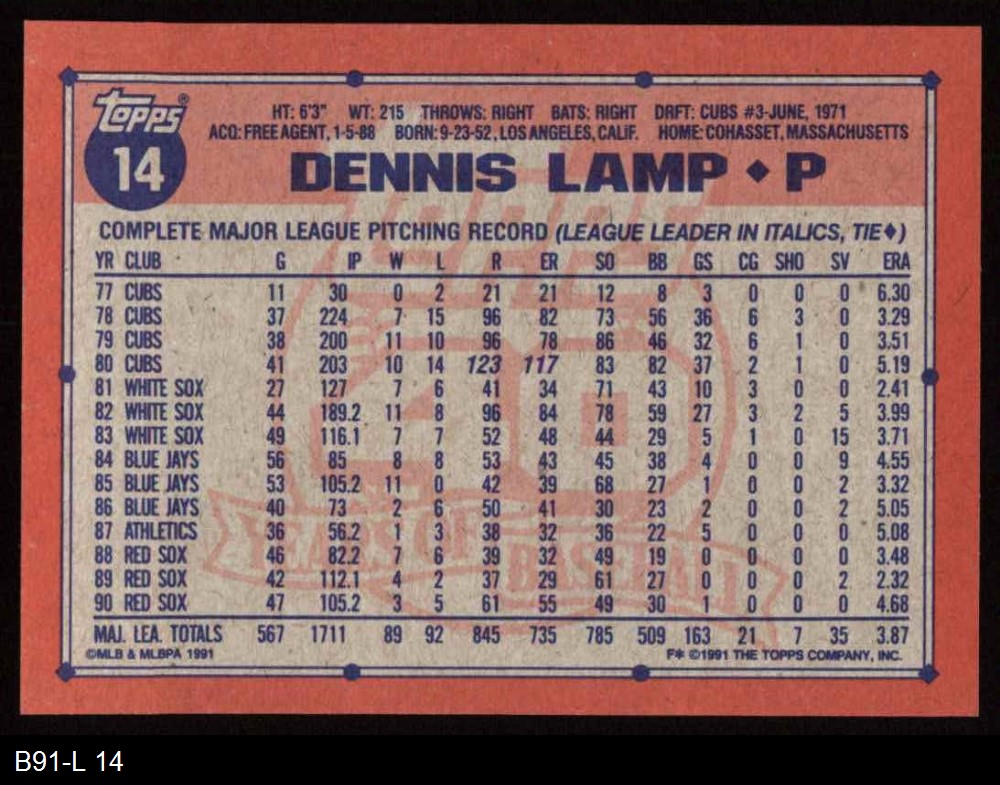 Topps®
14
HT: 6'3" WT: 215 THROWS: RIGHT BATS: RIGHT DRFT: CUBS #3-JUNE, 1971
ACQ: FREE AGENT, 1-5-88 BORN: 9-23-52, LOS ANGELES, CALIF. HOME: COHASSET, MASSACHUSETTS
DENNIS LAMP ♦ P
COMPLETE MAJOR LEAGUE PITCHING RECORD (LEAGUE LEADER IN ITALICS, TIE♦)
YR CLUB G IP W L R ER SO BB GS CG SHO SV ERA
77 CUBS 11 30 0 2 21 21 12 8 3 0 0 0 6.30
78 CUBS 37 224 7 15 96 82 73 56 36 6 3 0 3.29
79 CUBS 38 200 11 10 96 78 86 46 32 6 1 0 3.51
80 CUBS 41 203 10 14 123 117 83 82 37 2 1 0 5.19
81 WHITE SOX 27 127 7 6 41 34 71 43 10 3 0 0 2.41
82 WHITE SOX 44 189.2 11 8 96 84 78 59 27 3 2 5 3.99
83 WHITE SOX 49 116.1 7 7 52 48 44 29 5 1 0 15 3.71
84 BLUE JAYS 56 85 8 8 53 43 45 38 4 0 0 9 4.55
85 BLUE JAYS 53 105.2 11 0 42 39 68 27 1 0 0 2 3.32
86 BLUE JAYS 40 73 2 6 50 41 30 23 2 0 0 2 5.05
87 ATHLETICS 36 56.2 1 3 38 32 36 22 5 0 0 0 5.08
88 RED SOX 46 82.2 7 6 39 32 49 19 0 0 0 0 3.48
89 RED SOX 42 112.1 4 2 37 29 61 27 0 0 0 2 2.32
90 RED SOX 47 105.2 3 5 61 55 49 30 1 0 0 0 4.68
MAJ. LEA. TOTALS 567 1711 89 92 845 735 785 509 163 21 7 35 3.87
©MLB & MLBPA 1991 F* ©1991 THE TOPPS COMPANY, INC.
TOPPS
40
YEARS OF BASEBALL
B91-L 14